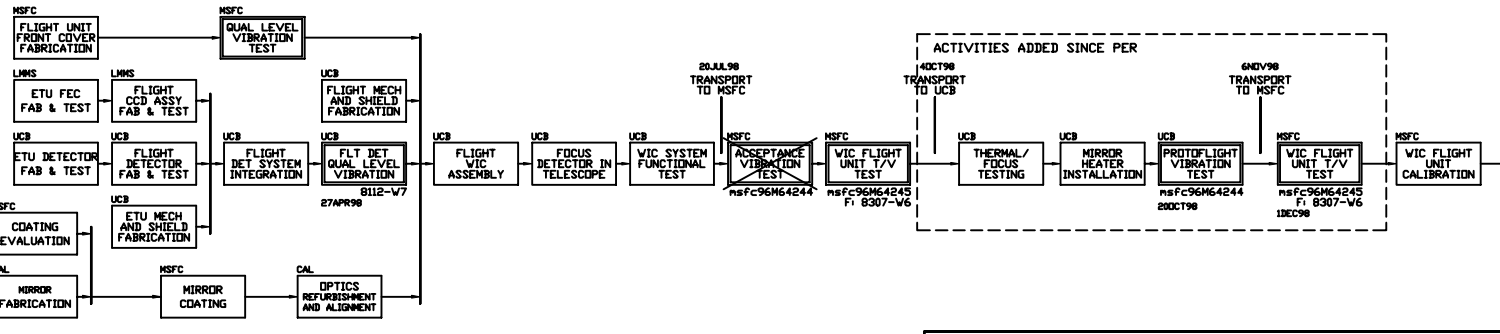 MSFC
FLIGHT UNIT
FRONT COVER
FABRICATION
MSFC
QUAL LEVEL
VIBRATION
TEST
LMMS
ETU FEC
FAB & TEST
LMMS
FLIGHT
CCD ASSY
FAB & TEST
UCB
FLIGHT MECH
AND SHIELD
FABRICATION
UCB
ETU DETECTOR
FAB & TEST
UCB
FLIGHT
DETECTOR
FAB & TEST
UCB
FLIGHT
DET SYSTEM
INTEGRATION
UCB
FLT DET
QUAL LEVEL
VIBRATION
8112-W7
27APR98
UCB
ETU MECH
AND SHIELD
FABRICATION
SFC
COATING
EVALUATION
AL
MIRROR
FABRICATION
MSFC
MIRROR
COATING
CAL
OPTICS
REFURBISHMENT
AND ALIGNMENT
UCB
FLIGHT
WIC
ASSEMBLY
UCB
FOCUS
DETECTOR IN
TELESCOPE
UCB
WIC SYSTEM
FUNCTIONAL
TEST
20JUL98
TRANSPORT
TO MSFC
MSFC
ACCEPTANCE
VIBRATION
TEST
msfc96M64244
MSFC
WIC FLIGHT
UNIT T/V
TEST
msfc96M64245
F: 8307-W6
ACTIVITIES ADDED SINCE PER
4OCT98
TRANSPORT
TO UCB
UCB
THERMAL/
FOCUS
TESTING
UCB
MIRROR
HEATER
INSTALLATION
UCB
PROTOFLIGHT
VIBRATION
TEST
msfc96M64244
20OCT98
6NOV98
TRANSPORT
TO MSFC
MSFC
WIC FLIGHT
UNIT T/V
TEST
msfc96M64245
F: 8307-W6
1DEC98
MSFC
WIC FLIGHT
UNIT
CALIBRATION